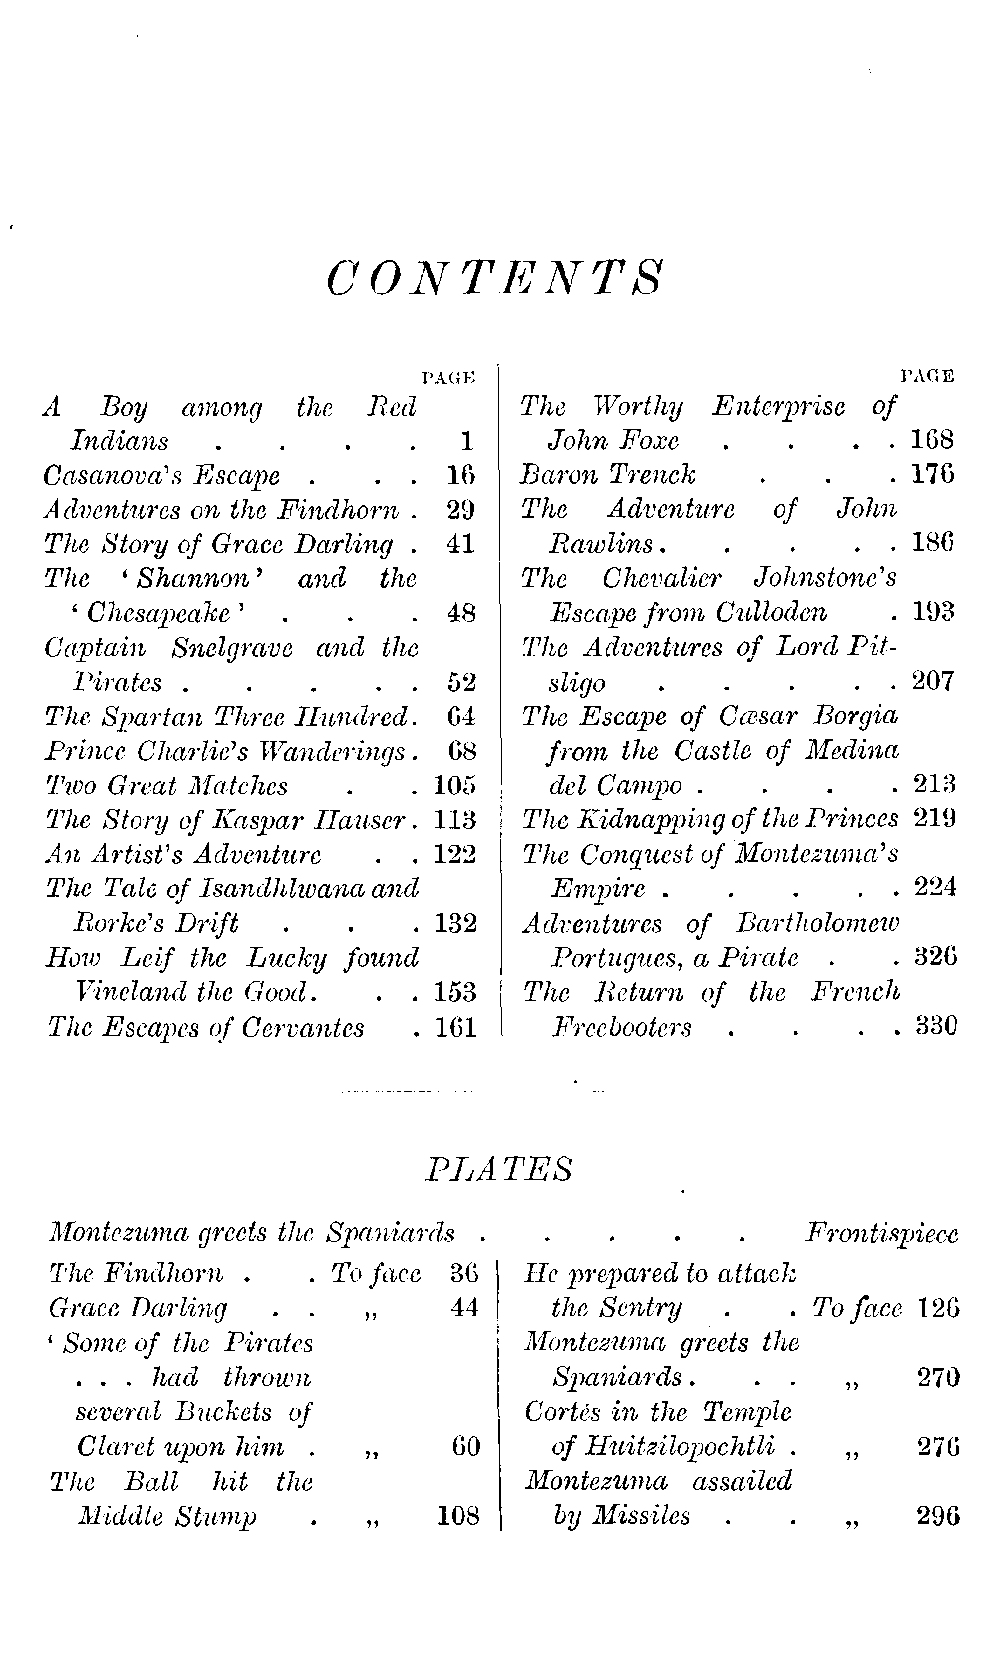 CONTENTS
PAGE
A Boy among the Red
Indians . . . . 1
Casanova's Escape . . . 16
Adventures on the Findhorn . 29
The Story of Grace Darling . 41
The 'Shannon' and the
'Chesapeake' . . . 48
Captain Snelgrave and the
Pirates . . . . . 52
The Spartan Three Hundred . 64
Prince Charlie's Wanderings . 68
Two Great Matches . . 105
The Story of Kaspar Hauser . 113
An Artist's Adventure . . 122
The Tale of Isandhlwana and
Rorke's Drift . . . 132
How Leif the Lucky found
Vineland the Good . . . 153
The Escapes of Cervantes . 161
PAGE
The Worthy Enterprise of
John Foxe . . . . 168
Baron Trenck . . . 176
The Adventure of John
Rawlins . . . . . 186
The Chevalier Johnstone's
Escape from Culloden . 193
The Adventures of Lord Pit-
sligo . . . . . 207
The Escape of Cæsar Borgia
from the Castle of Medina
del Campo . . . . 213
The Kidnapping of the Princes 219
The Conquest of Montezuma's
Empire . . . . . 224
Adventures of Bartholomew
Portugues, a Pirate . . 326
The Return of the French
Freebooters . . . . 330
PLATES
Montezuma greets the Spaniards . . . . . Frontispiece
The Findhorn . . To face 36
Grace Darling . . „ 44
'Some of the Pirates
. . . had thrown
several Buckets of
Claret upon him . „ 60
The Ball hit the
Middle Stump . „ 108
He prepared to attack
the Sentry . . To face 126
Montezuma greets the
Spaniards . . . „ 270
Cortés in the Temple
of Huitzilopochtli . „ 276
Montezuma assailed
by Missiles . . „ 296